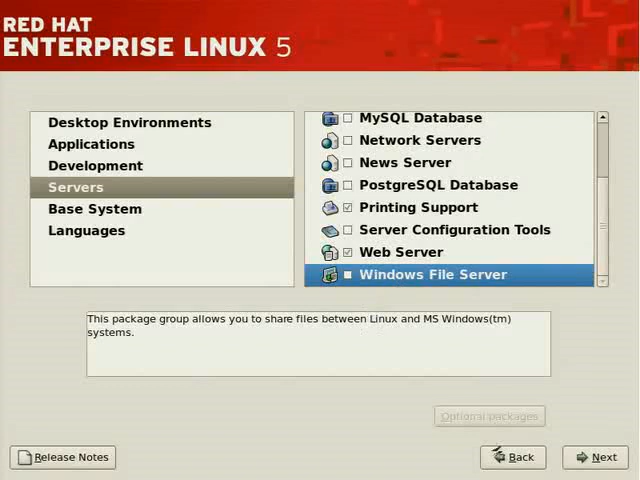 RED HAT
ENTERPRISE LINUX 5
Desktop Environments
Applications
Development
Servers
Base System
Languages
MySQL Database
Network Servers
News Server
PostgreSQL Database
Printing Support
Server Configuration Tools
Web Server
Windows File Server
This package group allows you to share files between Linux and MS Windows(tm)
systems.
Optional packages
Release Notes
Back
Next